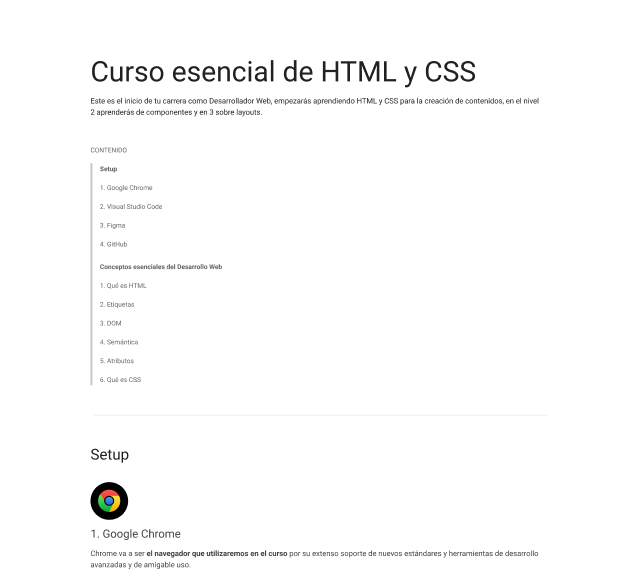 Curso esencial de HTML y CSS
Este es el inicio de tu carrera como Desarrollador Web, empezarás aprendiendo HTML y CSS para la creación de contenidos, en el nivel
2 aprenderás de componentes y en 3 sobre layouts.
CONTENIDO
Setup
1. Google Chrome
2. Visual Studio Code
3. Figma
4. GitHub
Conceptos esenciales del Desarrollo Web
1. Qué es HTML
2. Etiquetas
3. DOM
4. Semántica
5. Atributos
6. Qué es CSS
Setup
1. Google Chrome
Chrome va a ser el navegador que utilizaremos en el curso por su extenso soporte de nuevos estándares y herramientas de desarrollo
avanzadas y de amigable uso.